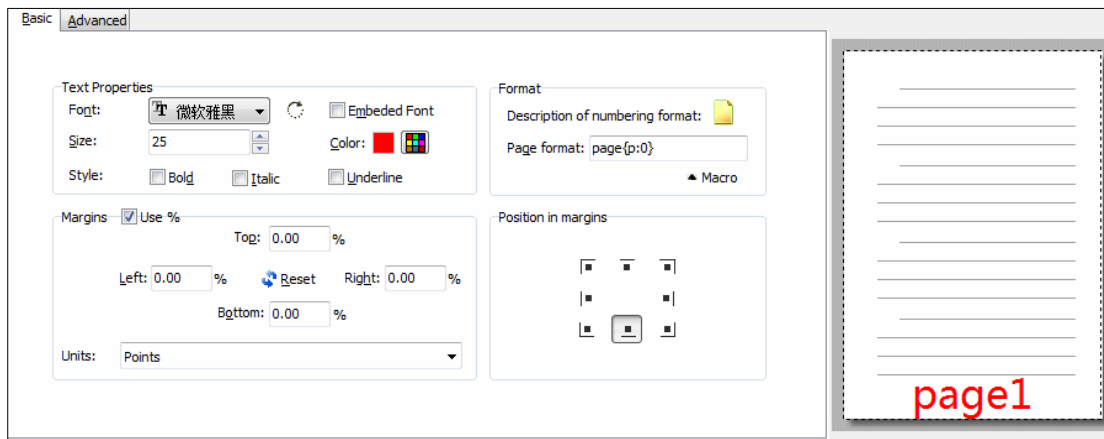 Basic Advanced
Text Properties
Font: 微软雅黑 Embeded Font
Size: 25 Color:
Style: Bold Italic Underline
Format
Description of numbering format:
Page format: page{p:0}
Macro
Margins Use %
Top: 0.00 %
Left: 0.00 % Reset Right: 0.00 %
Bottom: 0.00 %
Units: Points
Position in margins
page1